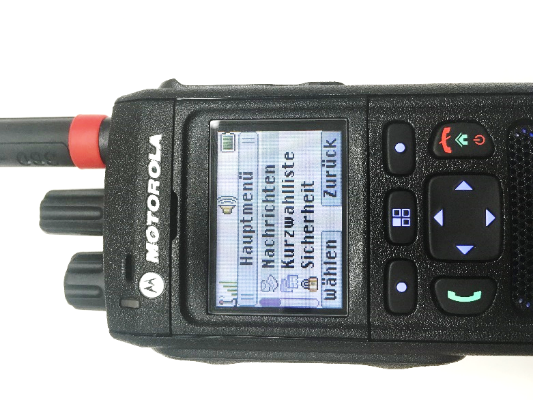 MOTOROLA
Hauptmenü
Nachrichten
Kurzwahlliste
Sicherheit
Wählen Zurück